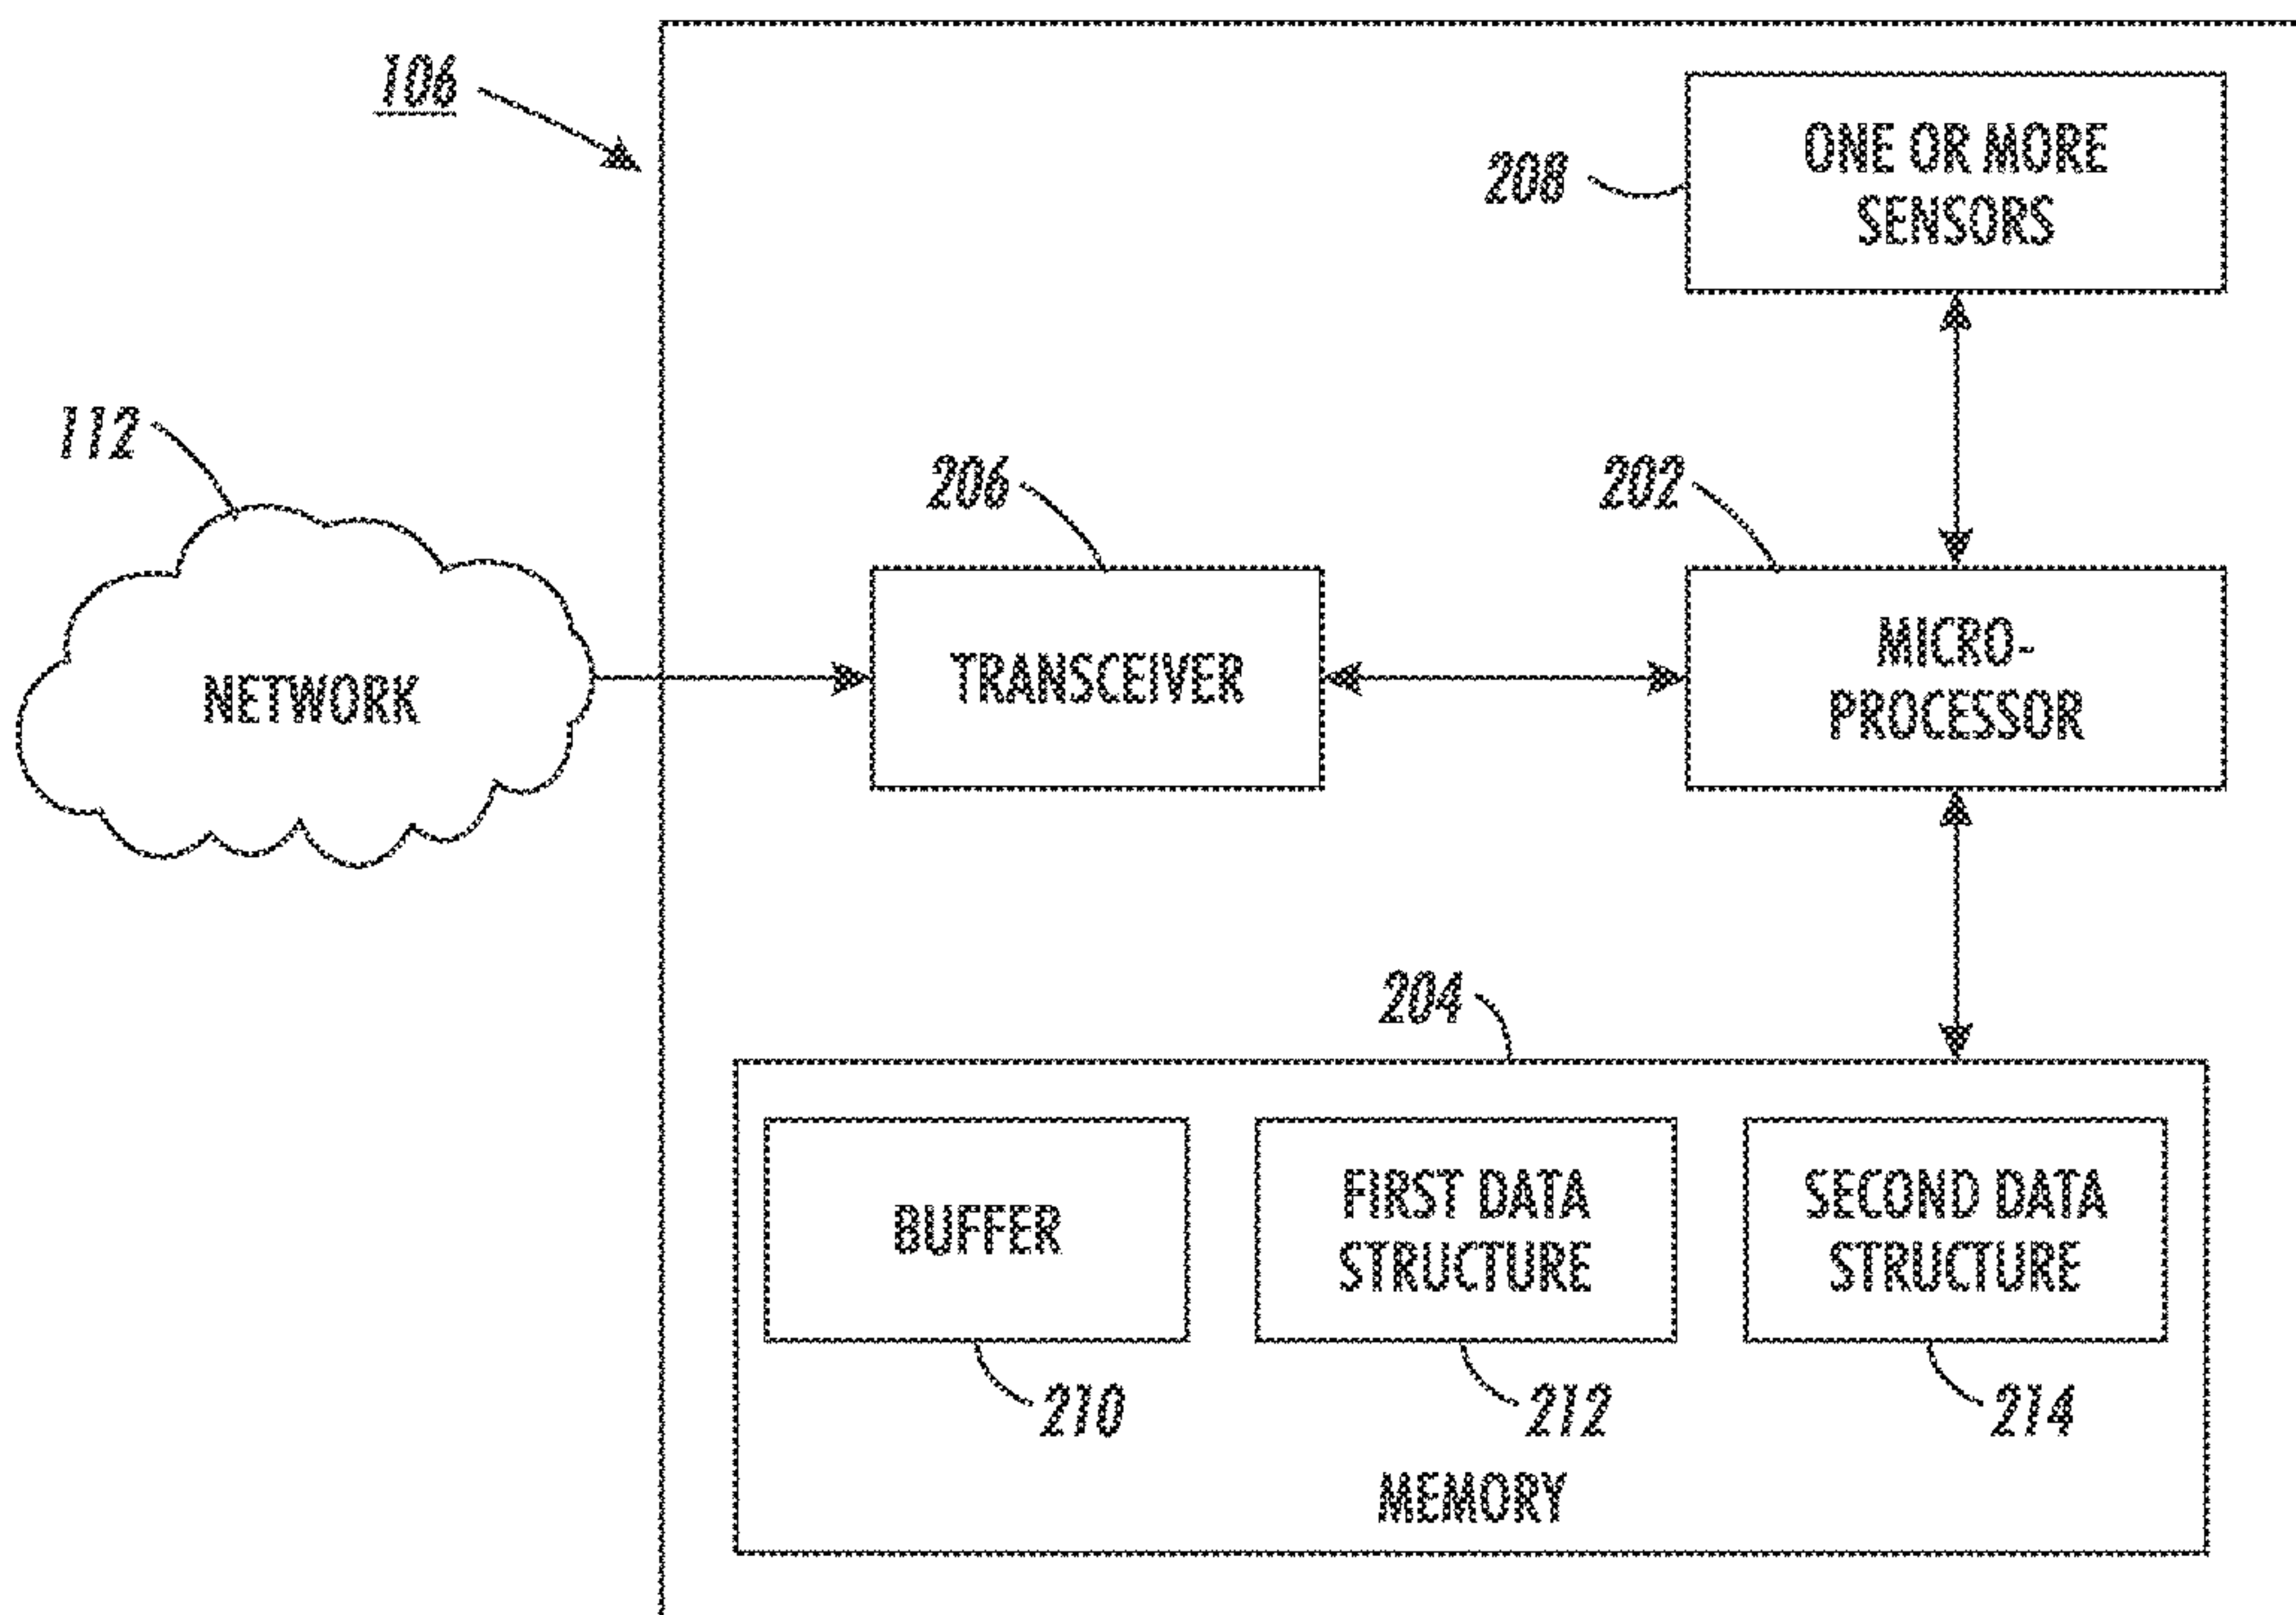 106
ONE OR MORE
SENSORS
208
112
206
202
NETWORK
TRANSCEIVER
MICRO-
PROCESSOR
204
BUFFER
FIRST DATA
STRUCTURE
SECOND DATA
STRUCTURE
210
212
214
MEMORY